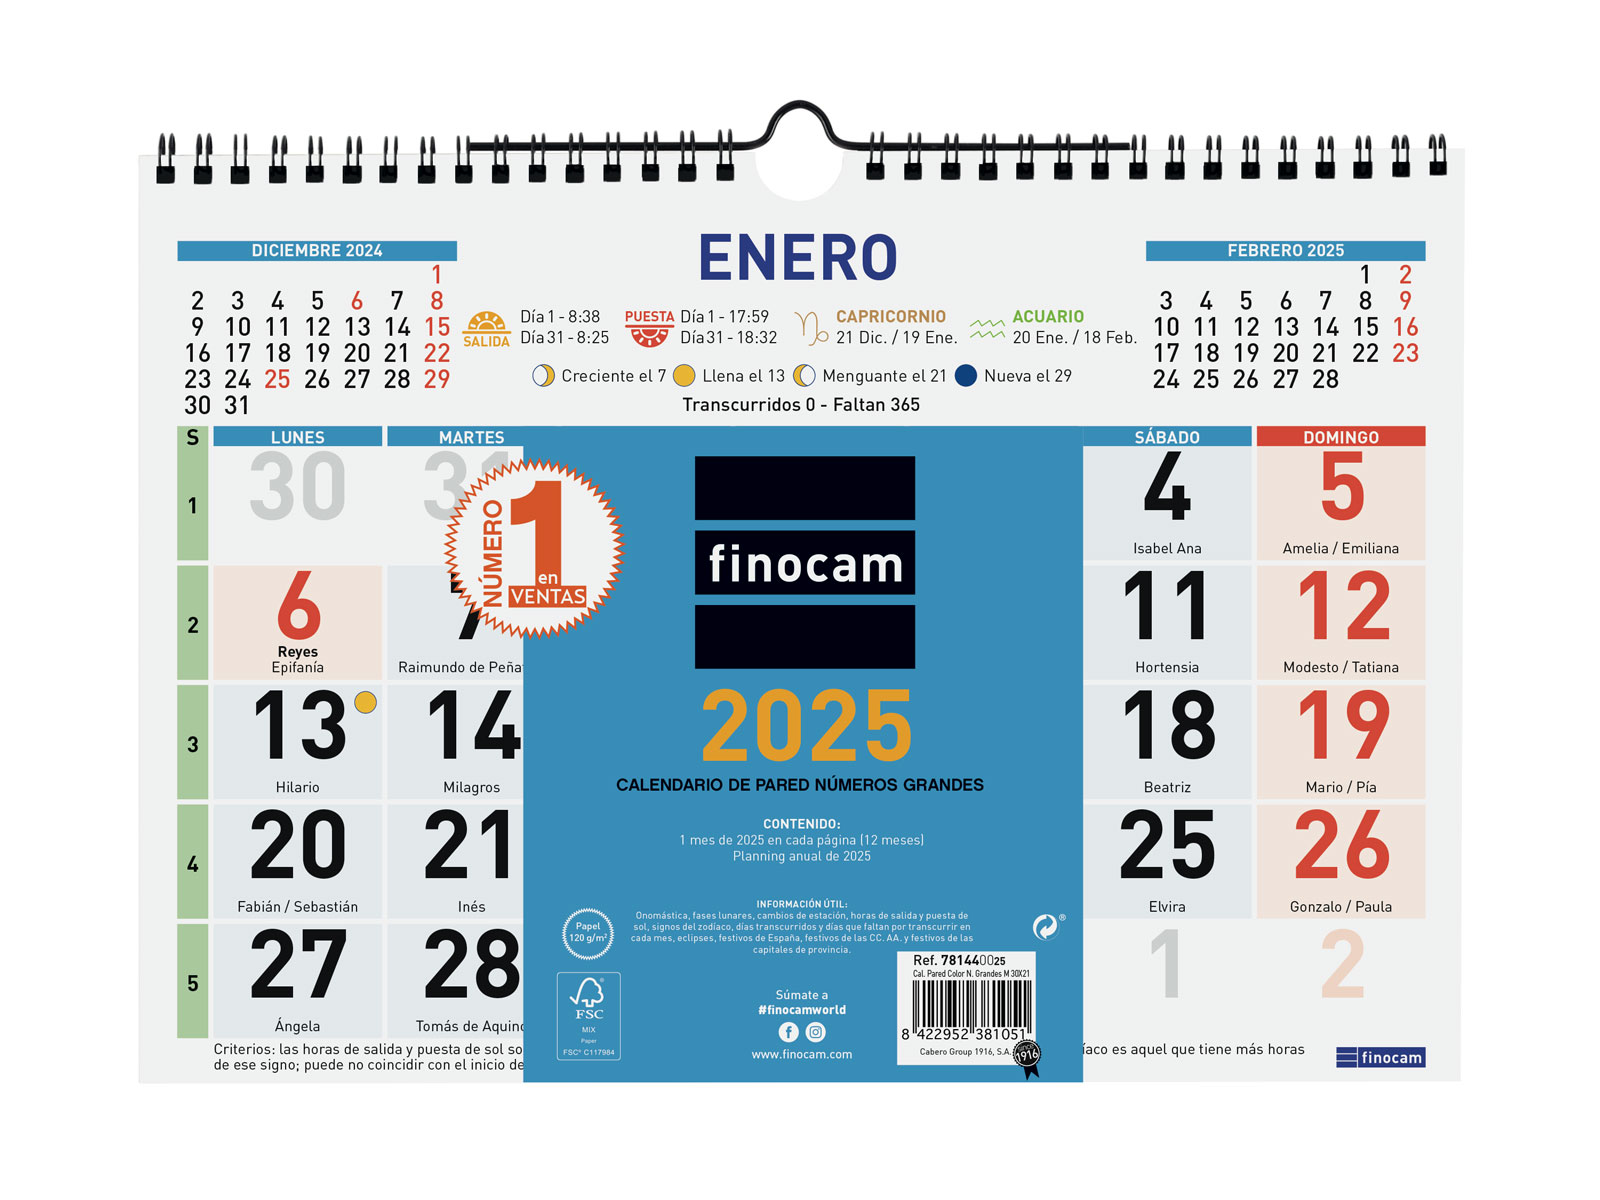 ENERO
DICIEMBRE 2024
1
2 3 4 5 6 7 8
9 10 11 12 13 14 15
16 17 18 19 20 21 22
23 24 25 26 27 28 29
30 31
SALIDA
Día 1 - 8:38
Día 31 - 8:25
PUESTA
Día 1 - 17:59
Día 31 - 18:32
CAPRICORNIO
21 Dic. / 19 Ene.
ACUARIO
20 Ene. / 18 Feb.
Creciente el 7 Llena el 13 Menguante el 21 Nueva el 29
Transcurridos 0 - Faltan 365
FEBRERO 2025
1 2
3 4 5 6 7 8 9
10 11 12 13 14 15 16
17 18 19 20 21 22 23
24 25 26 27 28
S LUNES MARTES SÁBADO DOMINGO
1 30 31 4 5
Isabel Ana Amelia / Emiliana
2 6 7 11 12
Reyes
Epifanía Raimundo de Peña Hortensia Modesto / Tatiana
3 13 14 18 19
Hilario Milagros Beatriz Mario / Pía
4 20 21 25 26
Fabián / Sebastián Inés Elvira Gonzalo / Paula
5 27 28 1 2
Ángela Tomás de Aquino
Criterios: las horas de salida y puesta de sol so
de ese signo; puede no coincidir con el inicio de
íaco es aquel que tiene más horas
finocam
NÚMERO
1
en
VENTAS
finocam
2025
CALENDARIO DE PARED NÚMEROS GRANDES
CONTENIDO:
1 mes de 2025 en cada página (12 meses)
Planning anual de 2025
INFORMACIÓN ÚTIL:
Onomástica, fases lunares, cambios de estación, horas de salida y puesta de
sol, signos del zodíaco, días transcurridos y días que faltan por transcurrir en
cada mes, eclipses, festivos de España, festivos de las CC. AA. y festivos de las
capitales de provincia.
Papel
120 g/m²
FSC®
MIX
Paper
FSC® C117984
Súmate a
#finocamworld
www.finocam.com
®
Ref. 781440025
Cal. Pared Color N. Grandes M 30X21
8 422952 381051
Cabero Group 1916, S.A.
since
1916